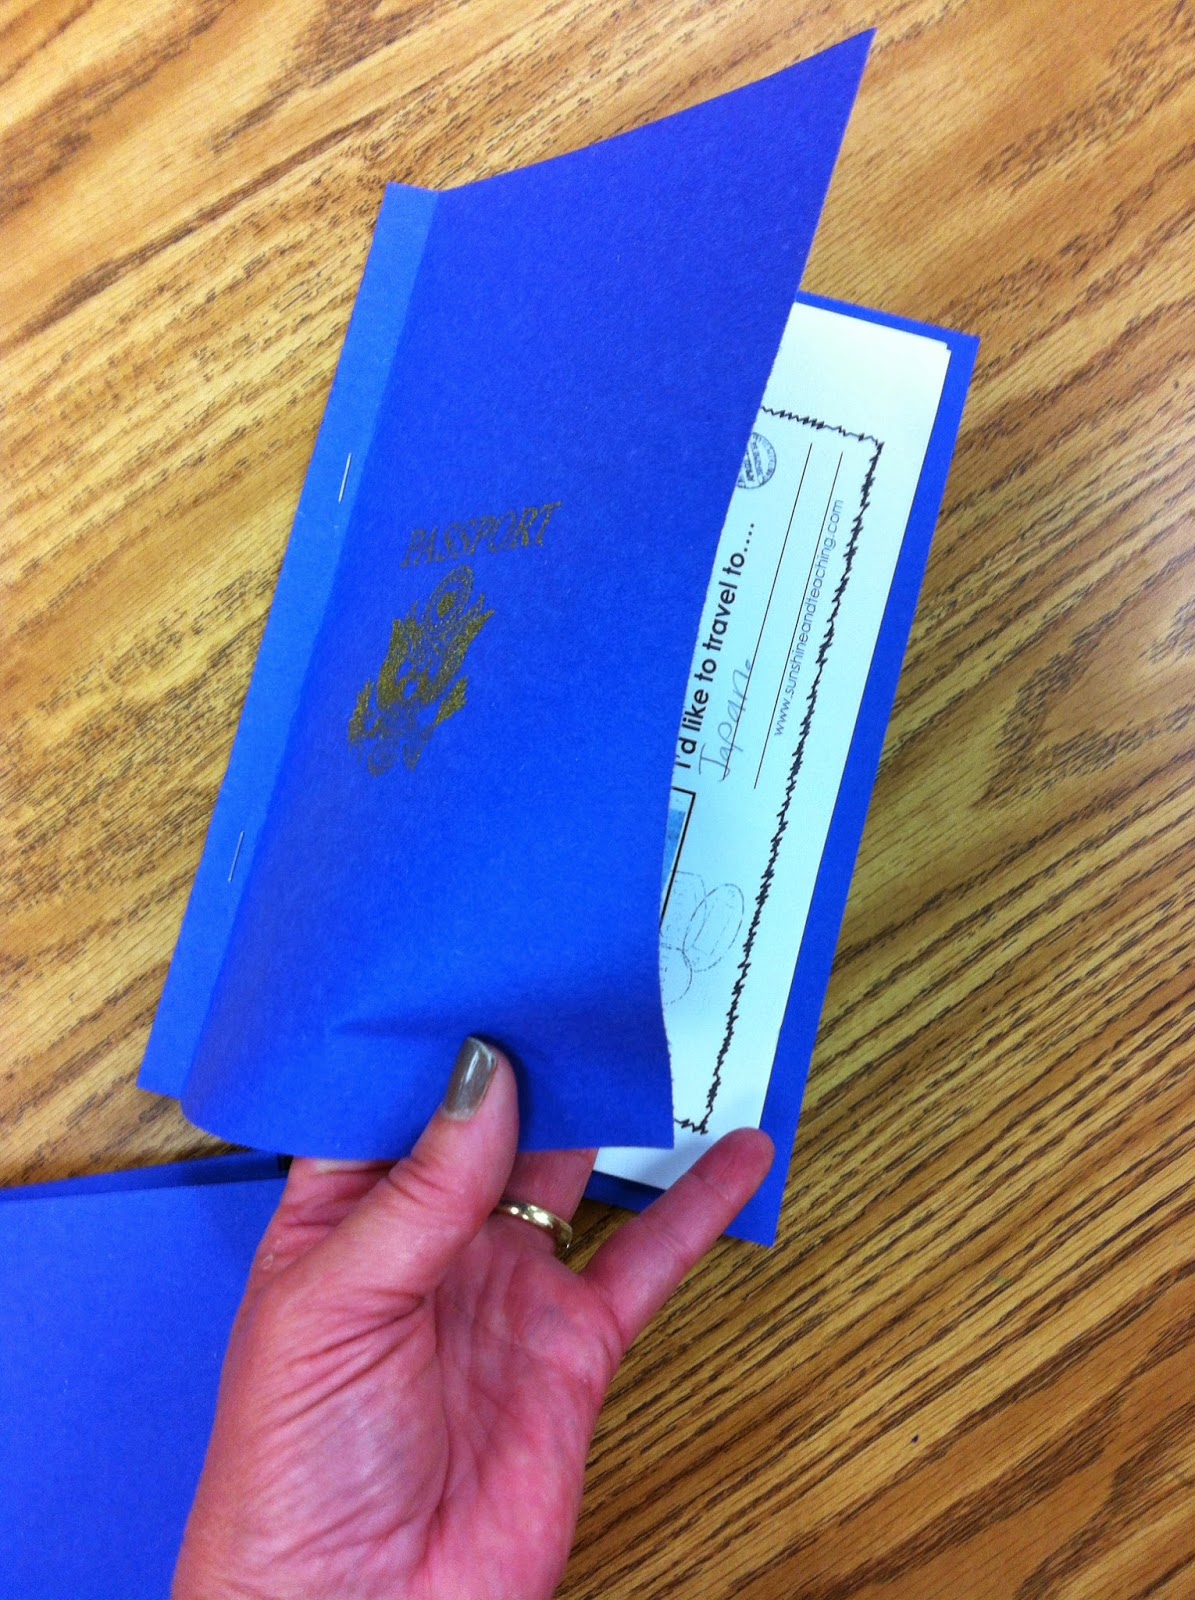 PASSPORT
I'd like to travel to....
Japan.
www.sunshineandteaching.com